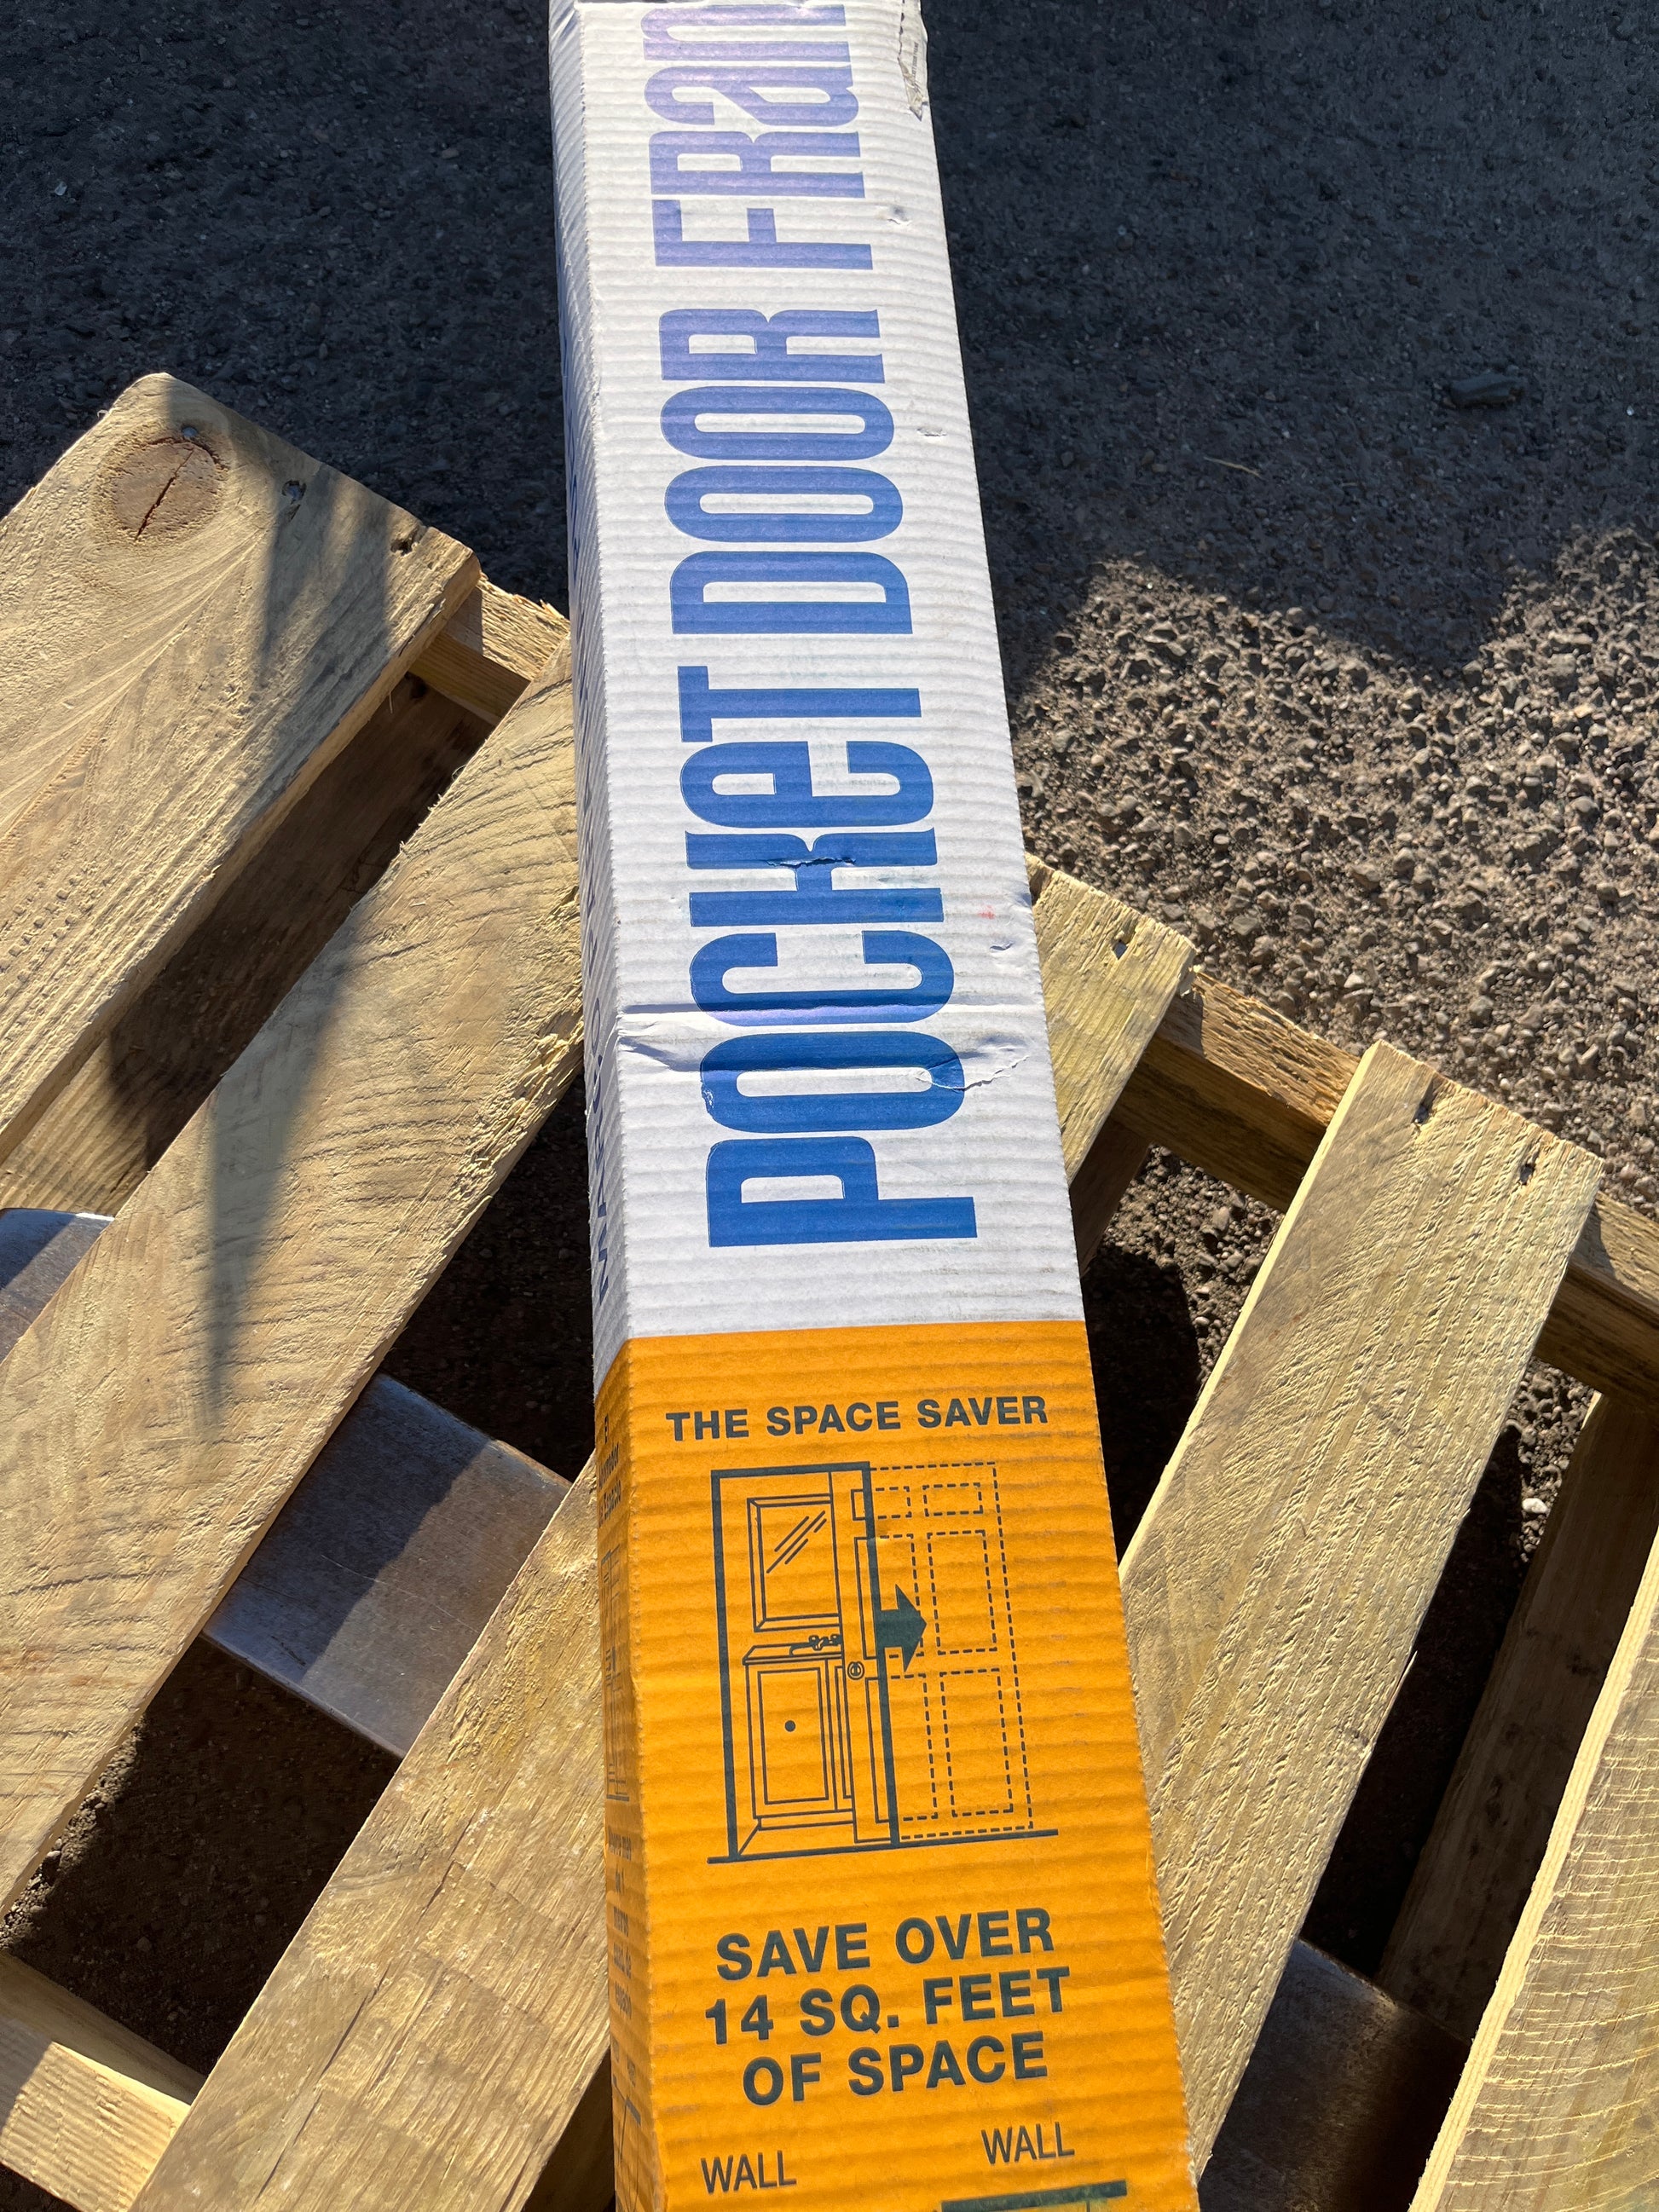 POCKET DOOR FRam
THE SPACE SAVER
SAVE OVER
14 SQ. FEET
OF SPACE
WALL
WALL